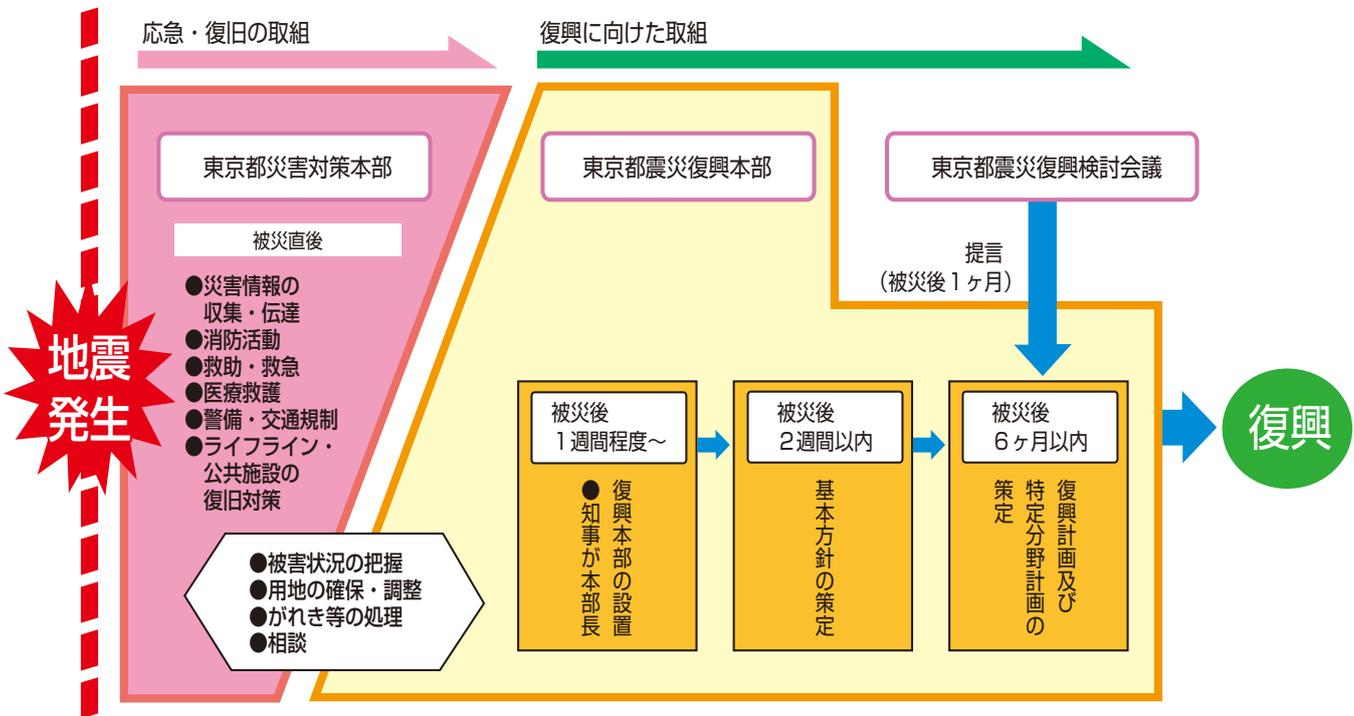 応急・復旧の取組
復興に向けた取組
東京都災害対策本部
被災直後
●災害情報の
収集・伝達
●消防活動
●救助・救急
●医療救護
●警備・交通規制
●ライフライン・
公共施設の
復旧対策
地震
発生
●被害状況の把握
●用地の確保・調整
●がれき等の処理
●相談
東京都震災復興本部
東京都震災復興検討会議
提言
（被災後１ヶ月）
被災後
１週間程度～
復興本部の設置
●知事が本部長
被災後
２週間以内
基本方針の策定
被災後
６ヶ月以内
復興計画及び
特定分野計画の
策定
復興